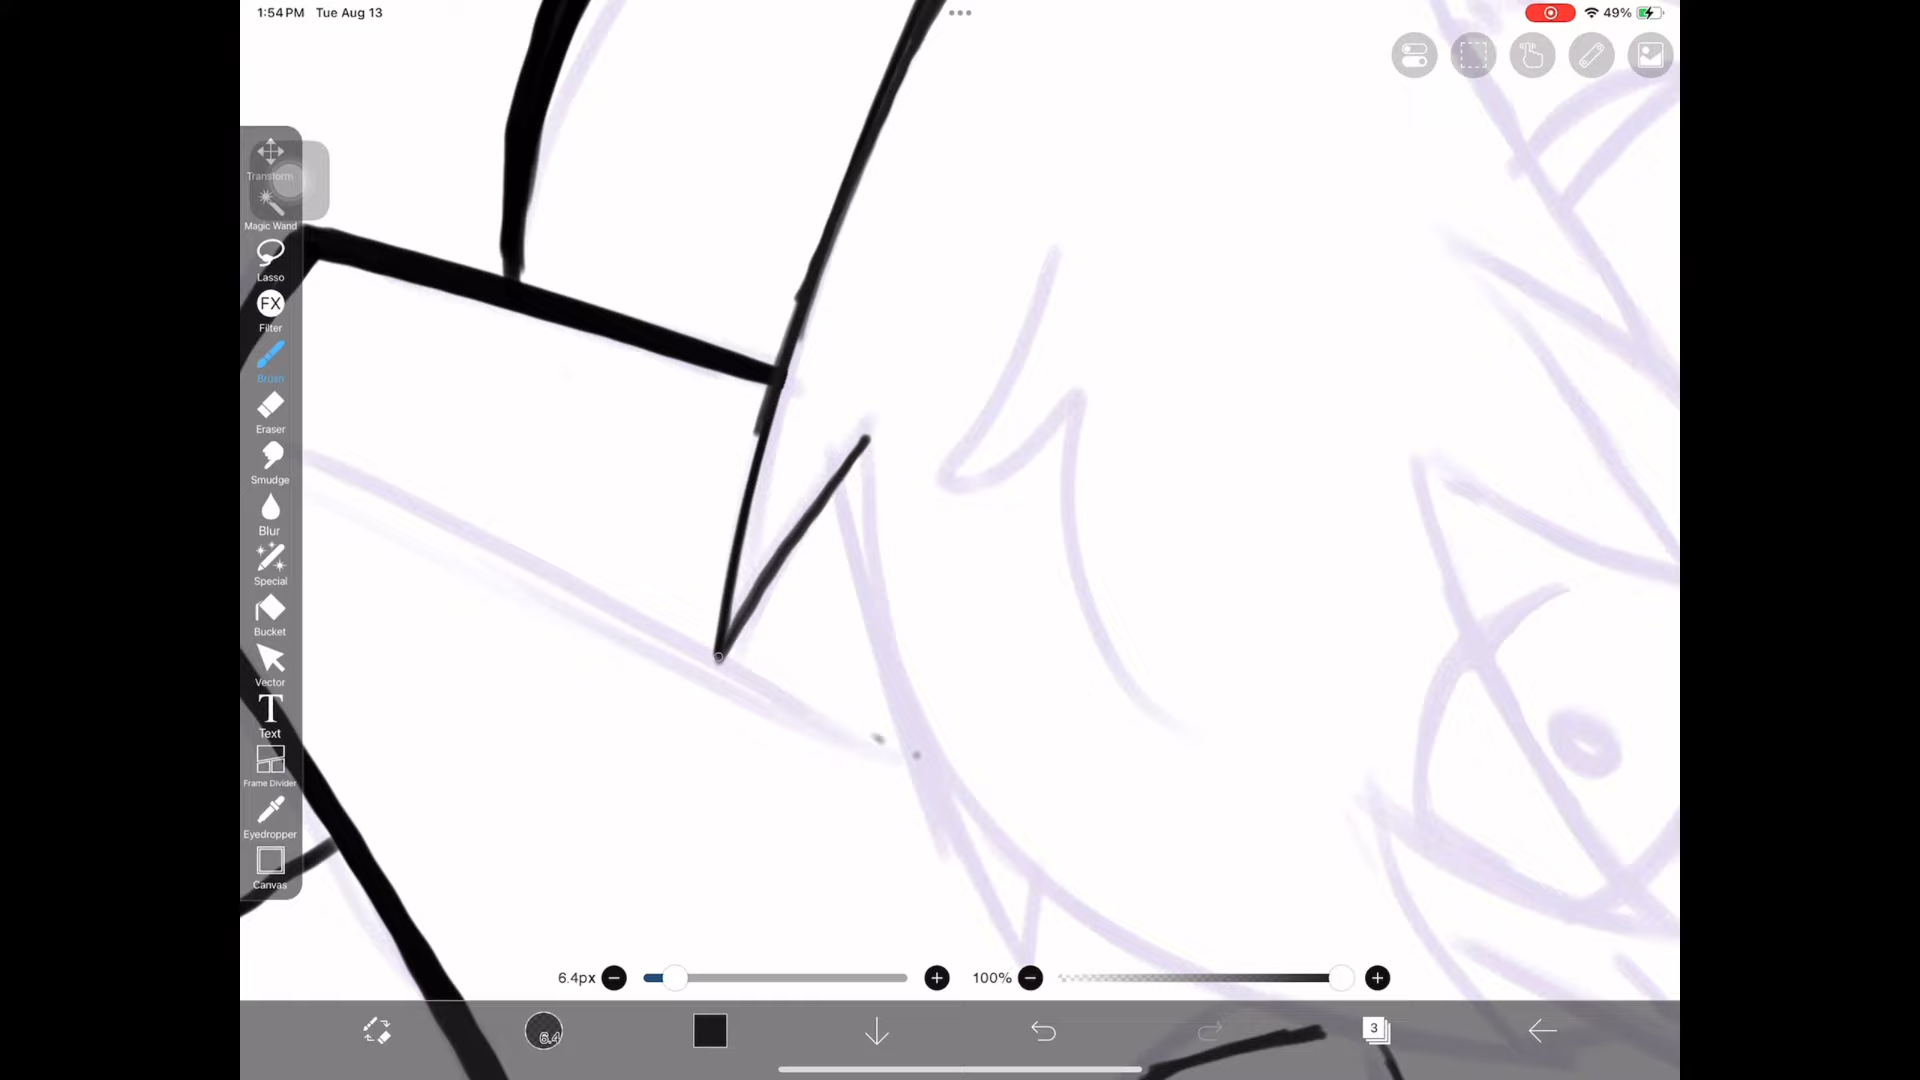 1:54 PM Tue Aug 13
49%
Transform
Magic Wand
Lasso
FX
Filter
Brush
Eraser
Smudge
Blur
Special
Bucket
Vector
T
Text
Frame Divider
Eyedropper
Canvas
6.4px
100%
6.4
3